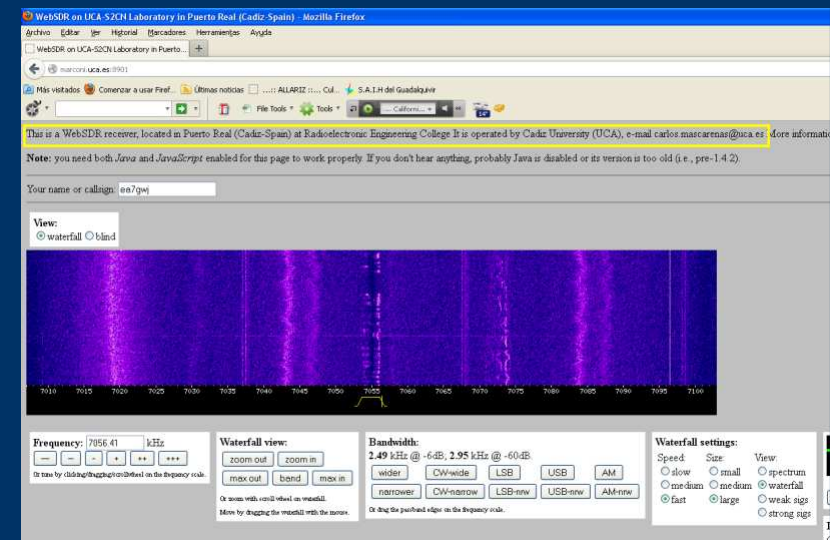 WebSDR on UCA-S2CN Laboratory in Puerto Real (Cadiz-Spain) - Mozilla Firefox
Archivo Editar Ver Historial Marcadores Herramientas Ayuda
WebSDR on UCA-S2CN Laboratory in Puerto... +
marconi.uca.es:8901
Más visitados Comenzar a usar Firef... Últimas noticias ....:: ALLARIZ ::.... Cul... S.A.I.H del Guadalquivir
File Tools Tools ... Californi...
This is a WebSDR receiver, located in Puerto Real (Cadiz-Spain) at Radioelectronic Engineering College It is operated by Cadiz University (UCA), e-mail carlos.mascarenas@uca.es More informatio
Note: you need both Java and JavaScript enabled for this page to work properly. If you don't hear anything, probably Java is disabled or its version is too old (i.e., pre-1.4.2).
Your name or callsign: ea7gwj
View:
waterfall blind
7010 7015 7020 7025 7030 7035 7040 7045 7050 7055 7060 7065 7070 7075 7080 7085 7090 7095 7100
Frequency: 7056.41 kHz
--- -- - + ++ +++
Or tune by clicking/dragging/scrollwheel on the frequency scale.
Waterfall view:
zoom out zoom in
max out band max in
Or zoom with scroll wheel on waterfall.
Move by dragging the waterfall with the mouse.
Bandwidth:
2.49 kHz @ -6dB; 2.95 kHz @ -60dB
wider CW-wide LSB USB AM
narrower CW-narrow LSB-nrw USB-nrw AM-nrw
Or drag the passband edges on the frequency scale.
Waterfall settings:
Speed: Size: View:
slow small spectrum
medium medium waterfall
fast large weak sigs
strong sigs